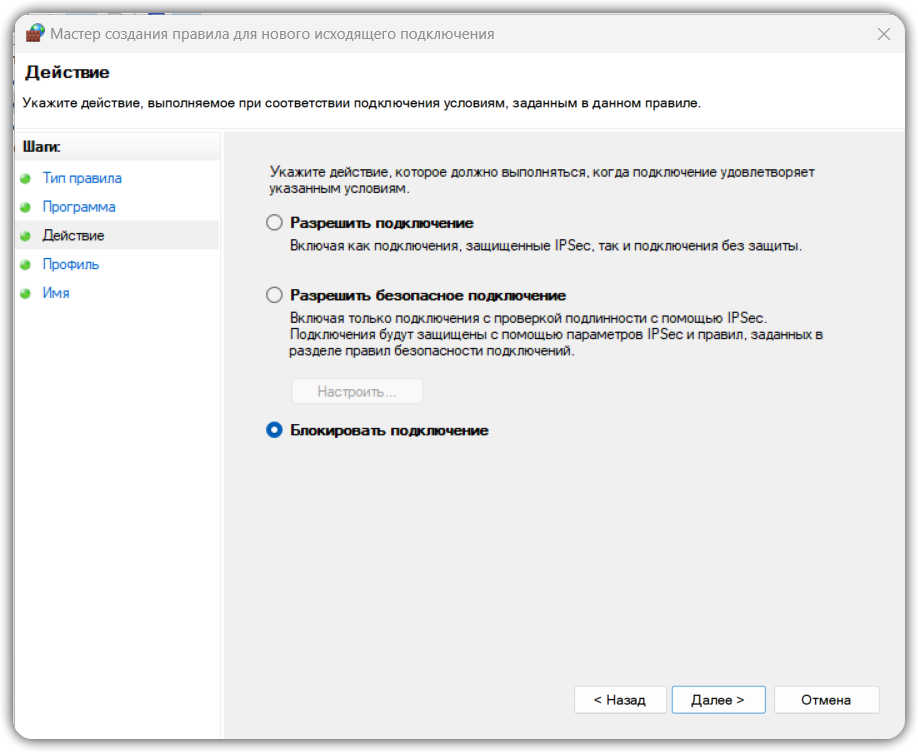 Мастер создания правила для нового исходящего подключения
Действие
Укажите действие, выполняемое при соответствии подключения условиям, заданным в данном правиле.
Шаги:
Тип правила
Программа
Действие
Профиль
Имя
Укажите действие, которое должно выполняться, когда подключение удовлетворяет
указанным условиям.
Разрешить подключение
Включая как подключения, защищенные IPSec, так и подключения без защиты.
Разрешить безопасное подключение
Включая только подключения с проверкой подлинности с помощью IPSec.
Подключения будут защищены с помощью параметров IPSec и правил, заданных в
разделе правил безопасности подключений.
Настроить...
Блокировать подключение
< Назад
Далее >
Отмена